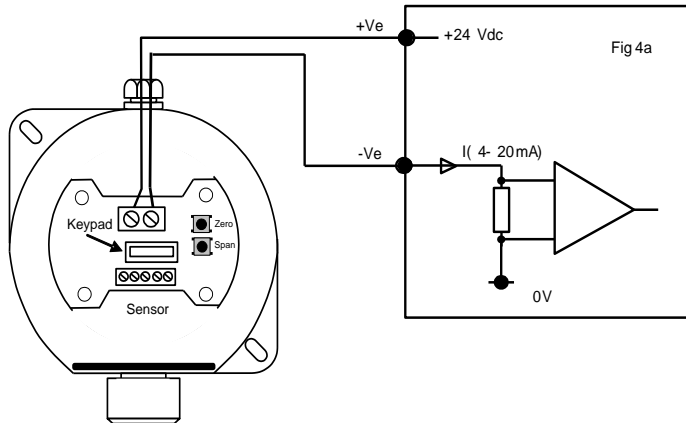 +Ve
+24 Vdc
Fig 4a
-Ve
I( 4- 20mA)
Keypad
Zero
Span
Sensor
0V